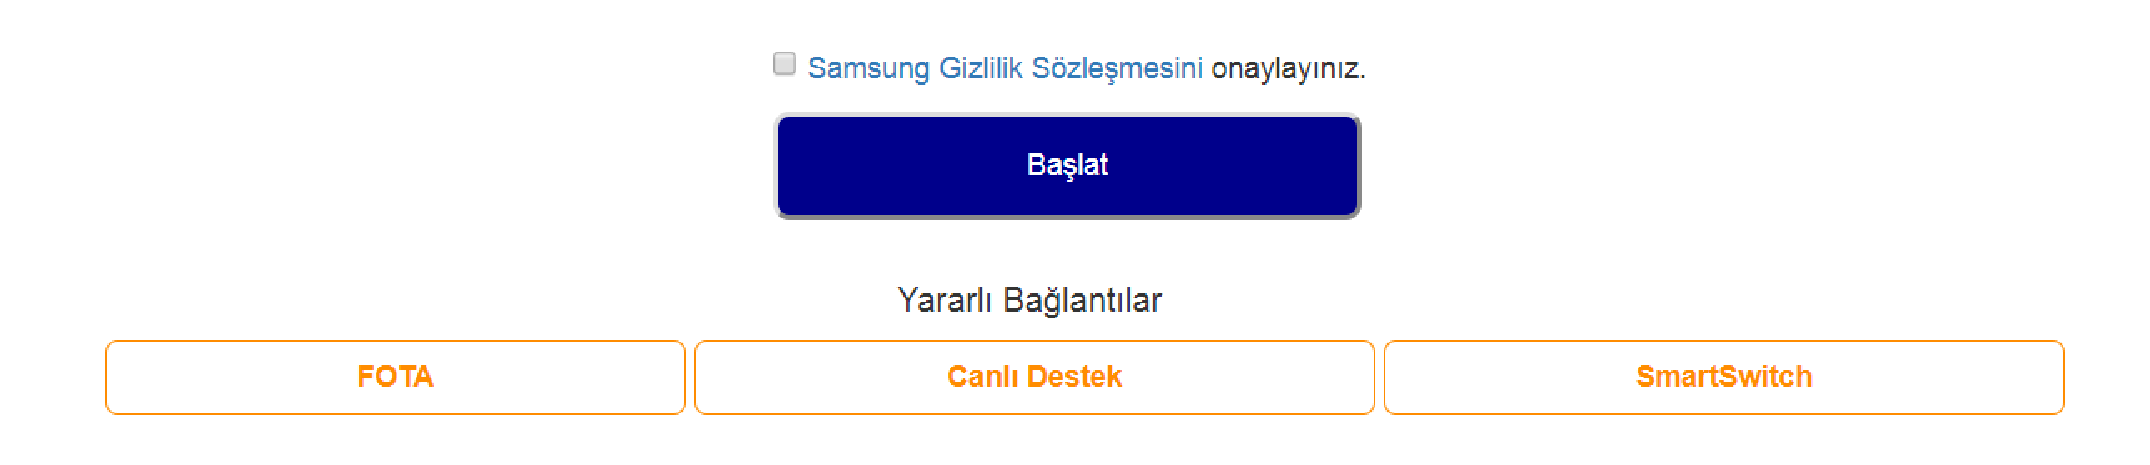 Samsung Gizlilik Sözleşmesini onaylayınız.
Başlat
Yararlı Bağlantılar
FOTA
Canlı Destek
SmartSwitch